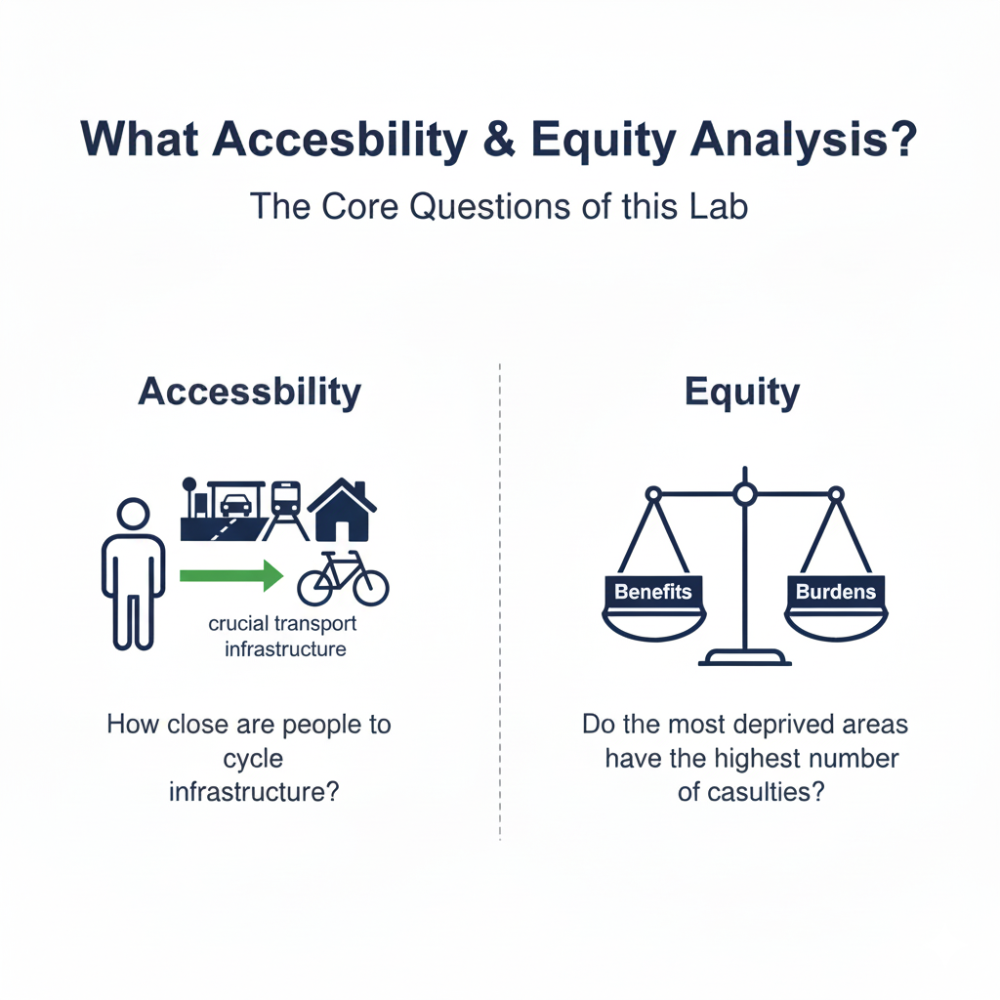 What Accesbility & Equity Analysis?
The Core Questions of this Lab
Accessbility
crucial transport
infrastructure
How close are people to
cycle
infrastructure?
Equity
Benefits
Burdens
Do the most deprived areas
have the highest number
of casulties?